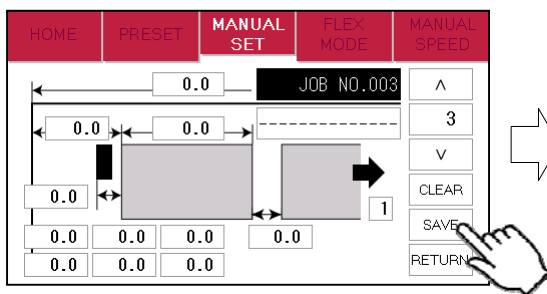 HOME PRESET MANUAL SET FLEX MODE MANUAL SPEED
0.0 JOB NO.003 ∧
0.0 0.0 ---------------- 3
∨
0.0 1 CLEAR
0.0 0.0 0.0 0.0 SAVE
0.0 0.0 0.0 RETURN